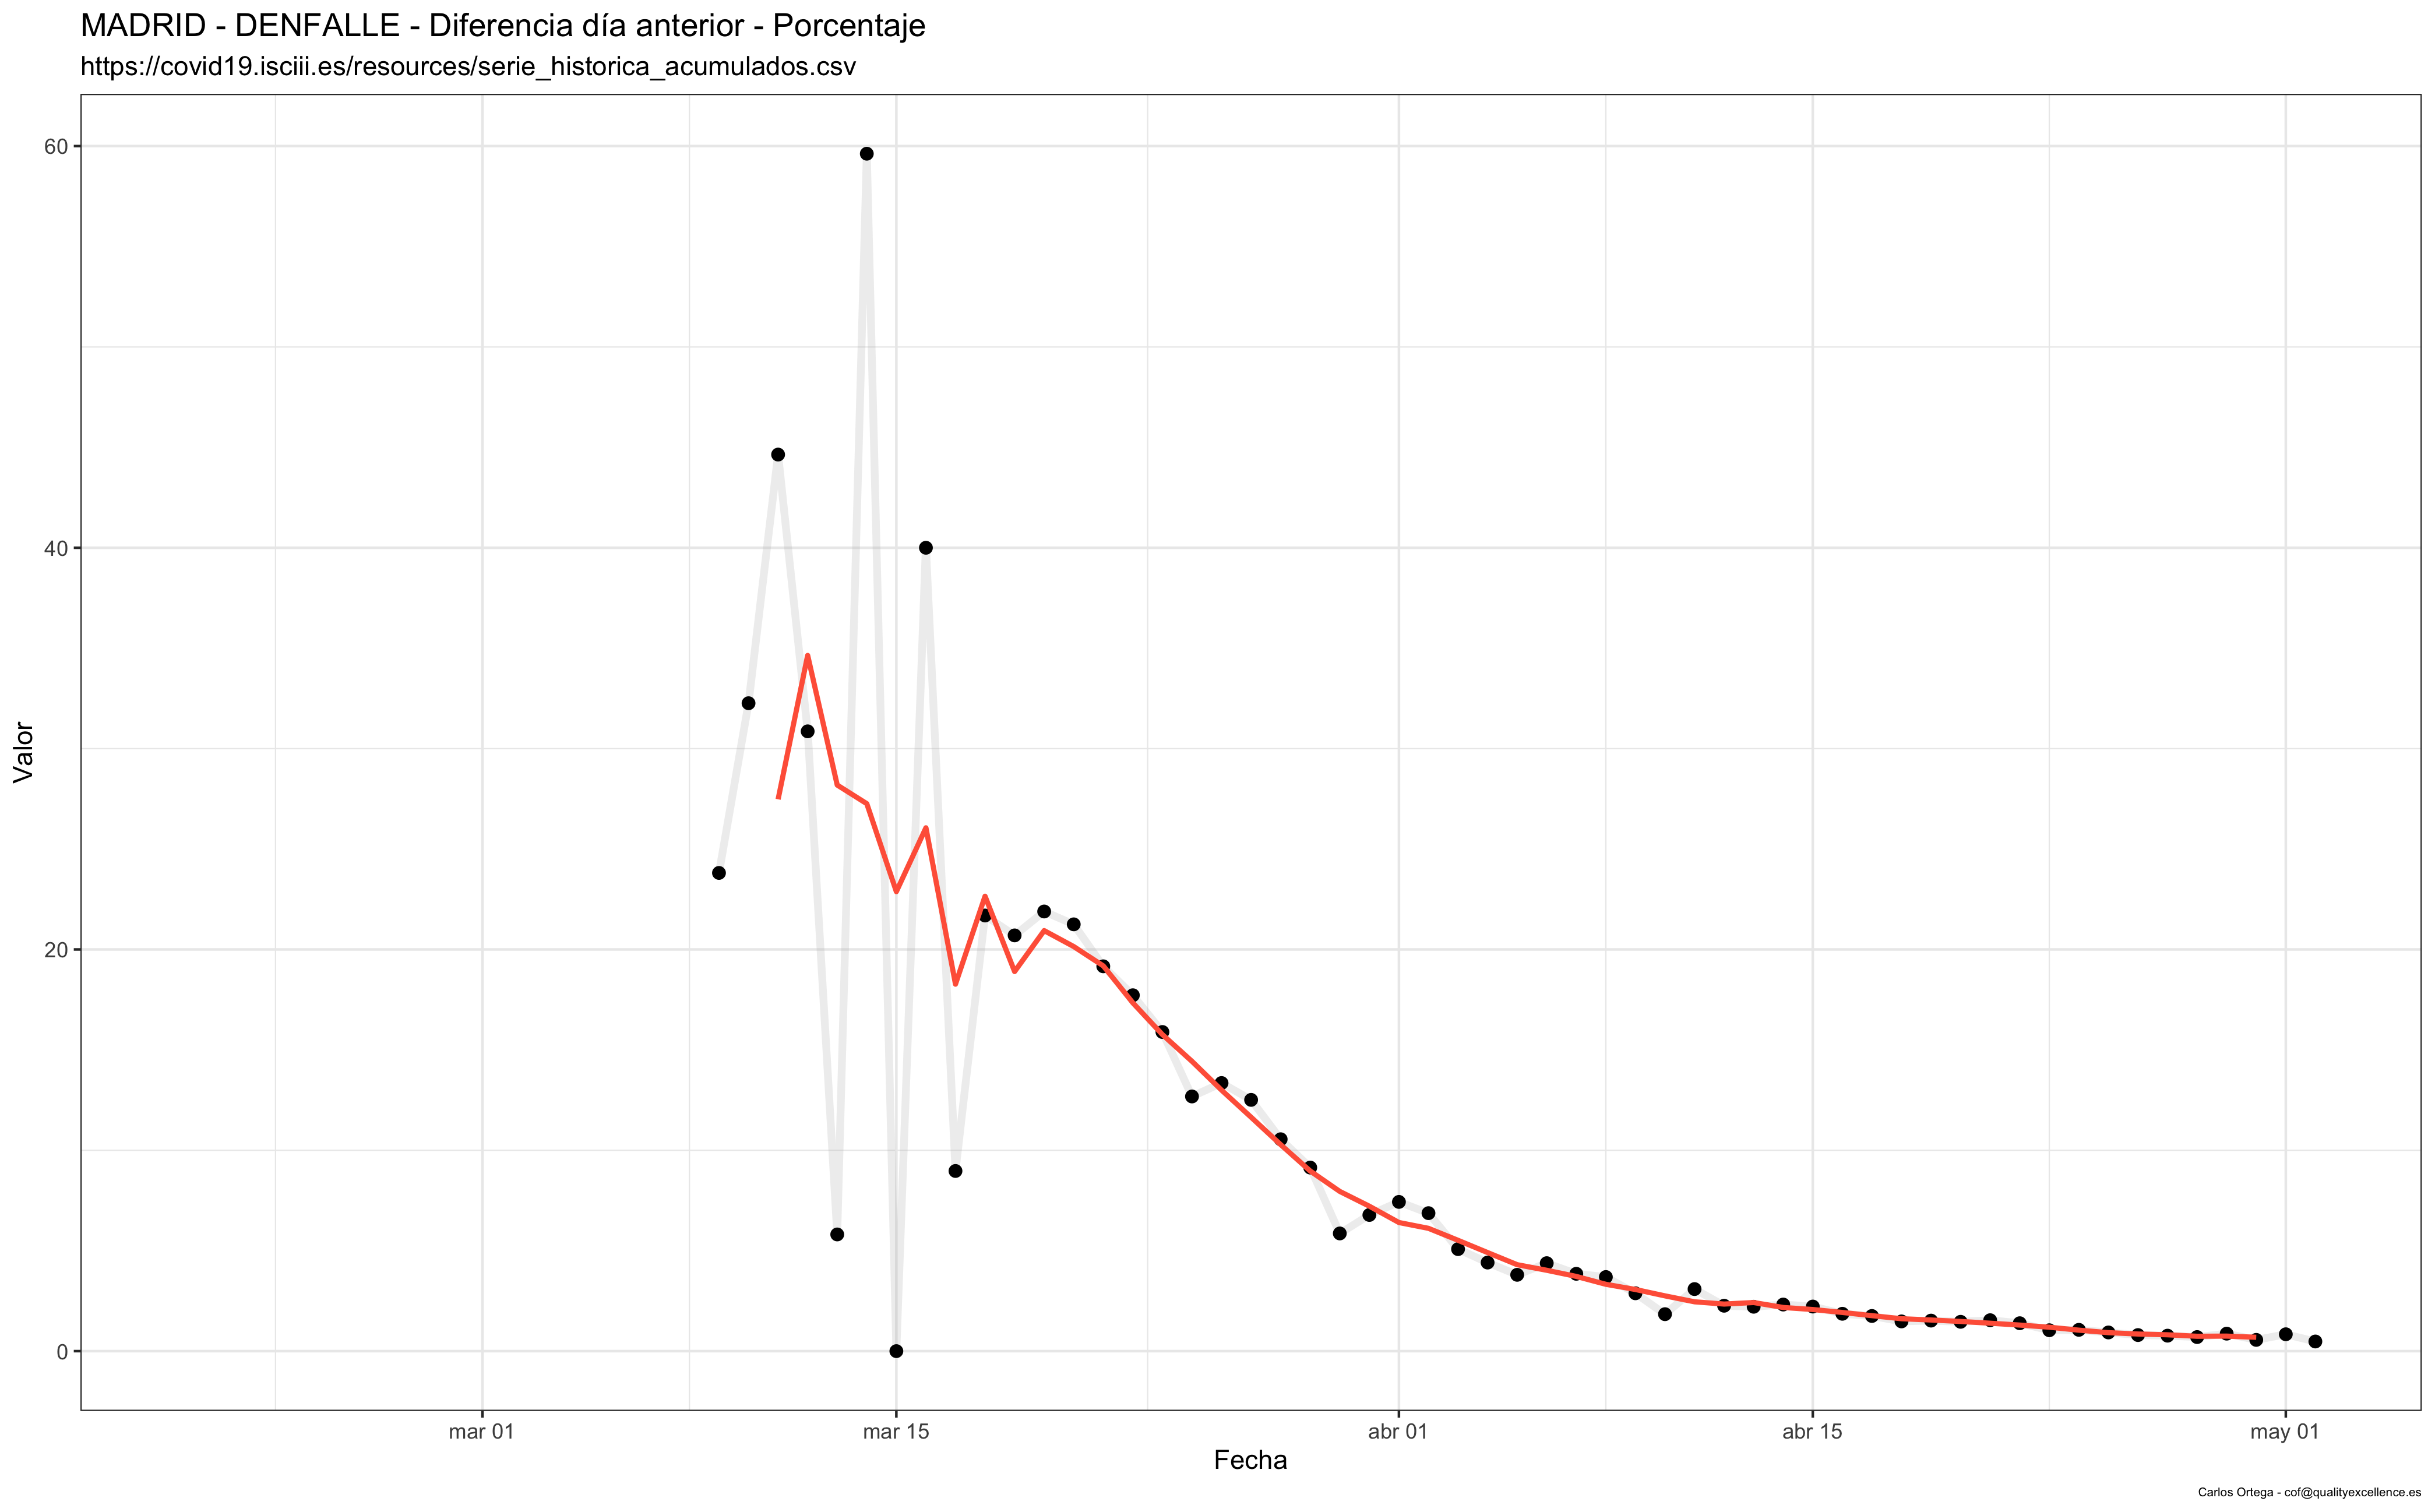 MADRID - DENFALLE - Diferencia día anterior - Porcentaje
https://covid19.isciii.es/resources/serie_historica_acumulados.csv
60
40
20
0
Valor
mar 01
mar 15
abr 01
abr 15
may 01
Fecha
Carlos Ortega - cof@qualityexcellence.es